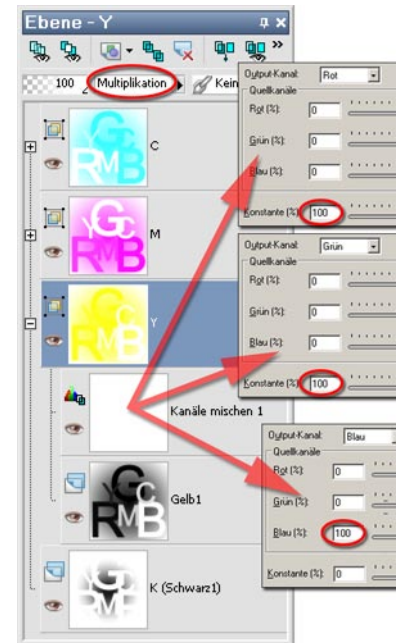 Ebene - Y
100 Multiplikation Kein
C
M
Y
Kanäle mischen 1
Gelb1
K (Schwarz1)
Output-Kanal: Rot
Quellkanäle
Rot (%): 0
Grün (%): 0
Blau (%): 0
Konstante (%): 100
Output-Kanal: Grün
Quellkanäle
Rot (%): 0
Grün (%): 0
Blau (%): 0
Konstante (%): 100
Output-Kanal: Blau
Quellkanäle
Rot (%): 0
Grün (%): 0
Blau (%): 100
Konstante (%): 0